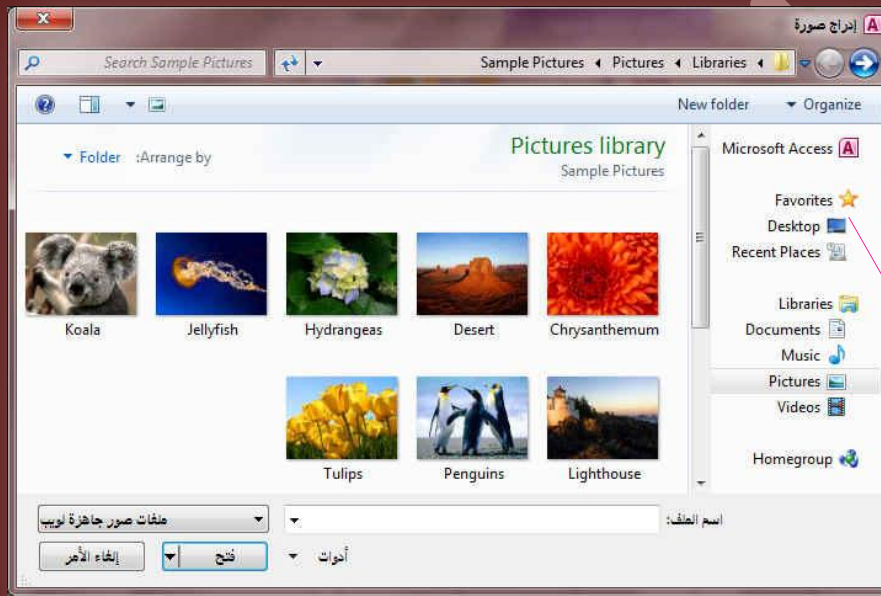 إدراج صورة
Libraries
Pictures
Sample Pictures
Search Sample Pictures
Organize
New folder
Microsoft Access
Favorites
Desktop
Recent Places
Libraries
Documents
Music
Pictures
Videos
Homegroup
Pictures library
Sample Pictures
Arrange by:
Folder
Chrysanthemum
Desert
Hydrangeas
Jellyfish
Koala
Lighthouse
Penguins
Tulips
اسم الملف:
ملفات صور جاهزة لويب
أدوات
فتح
إلغاء الأمر